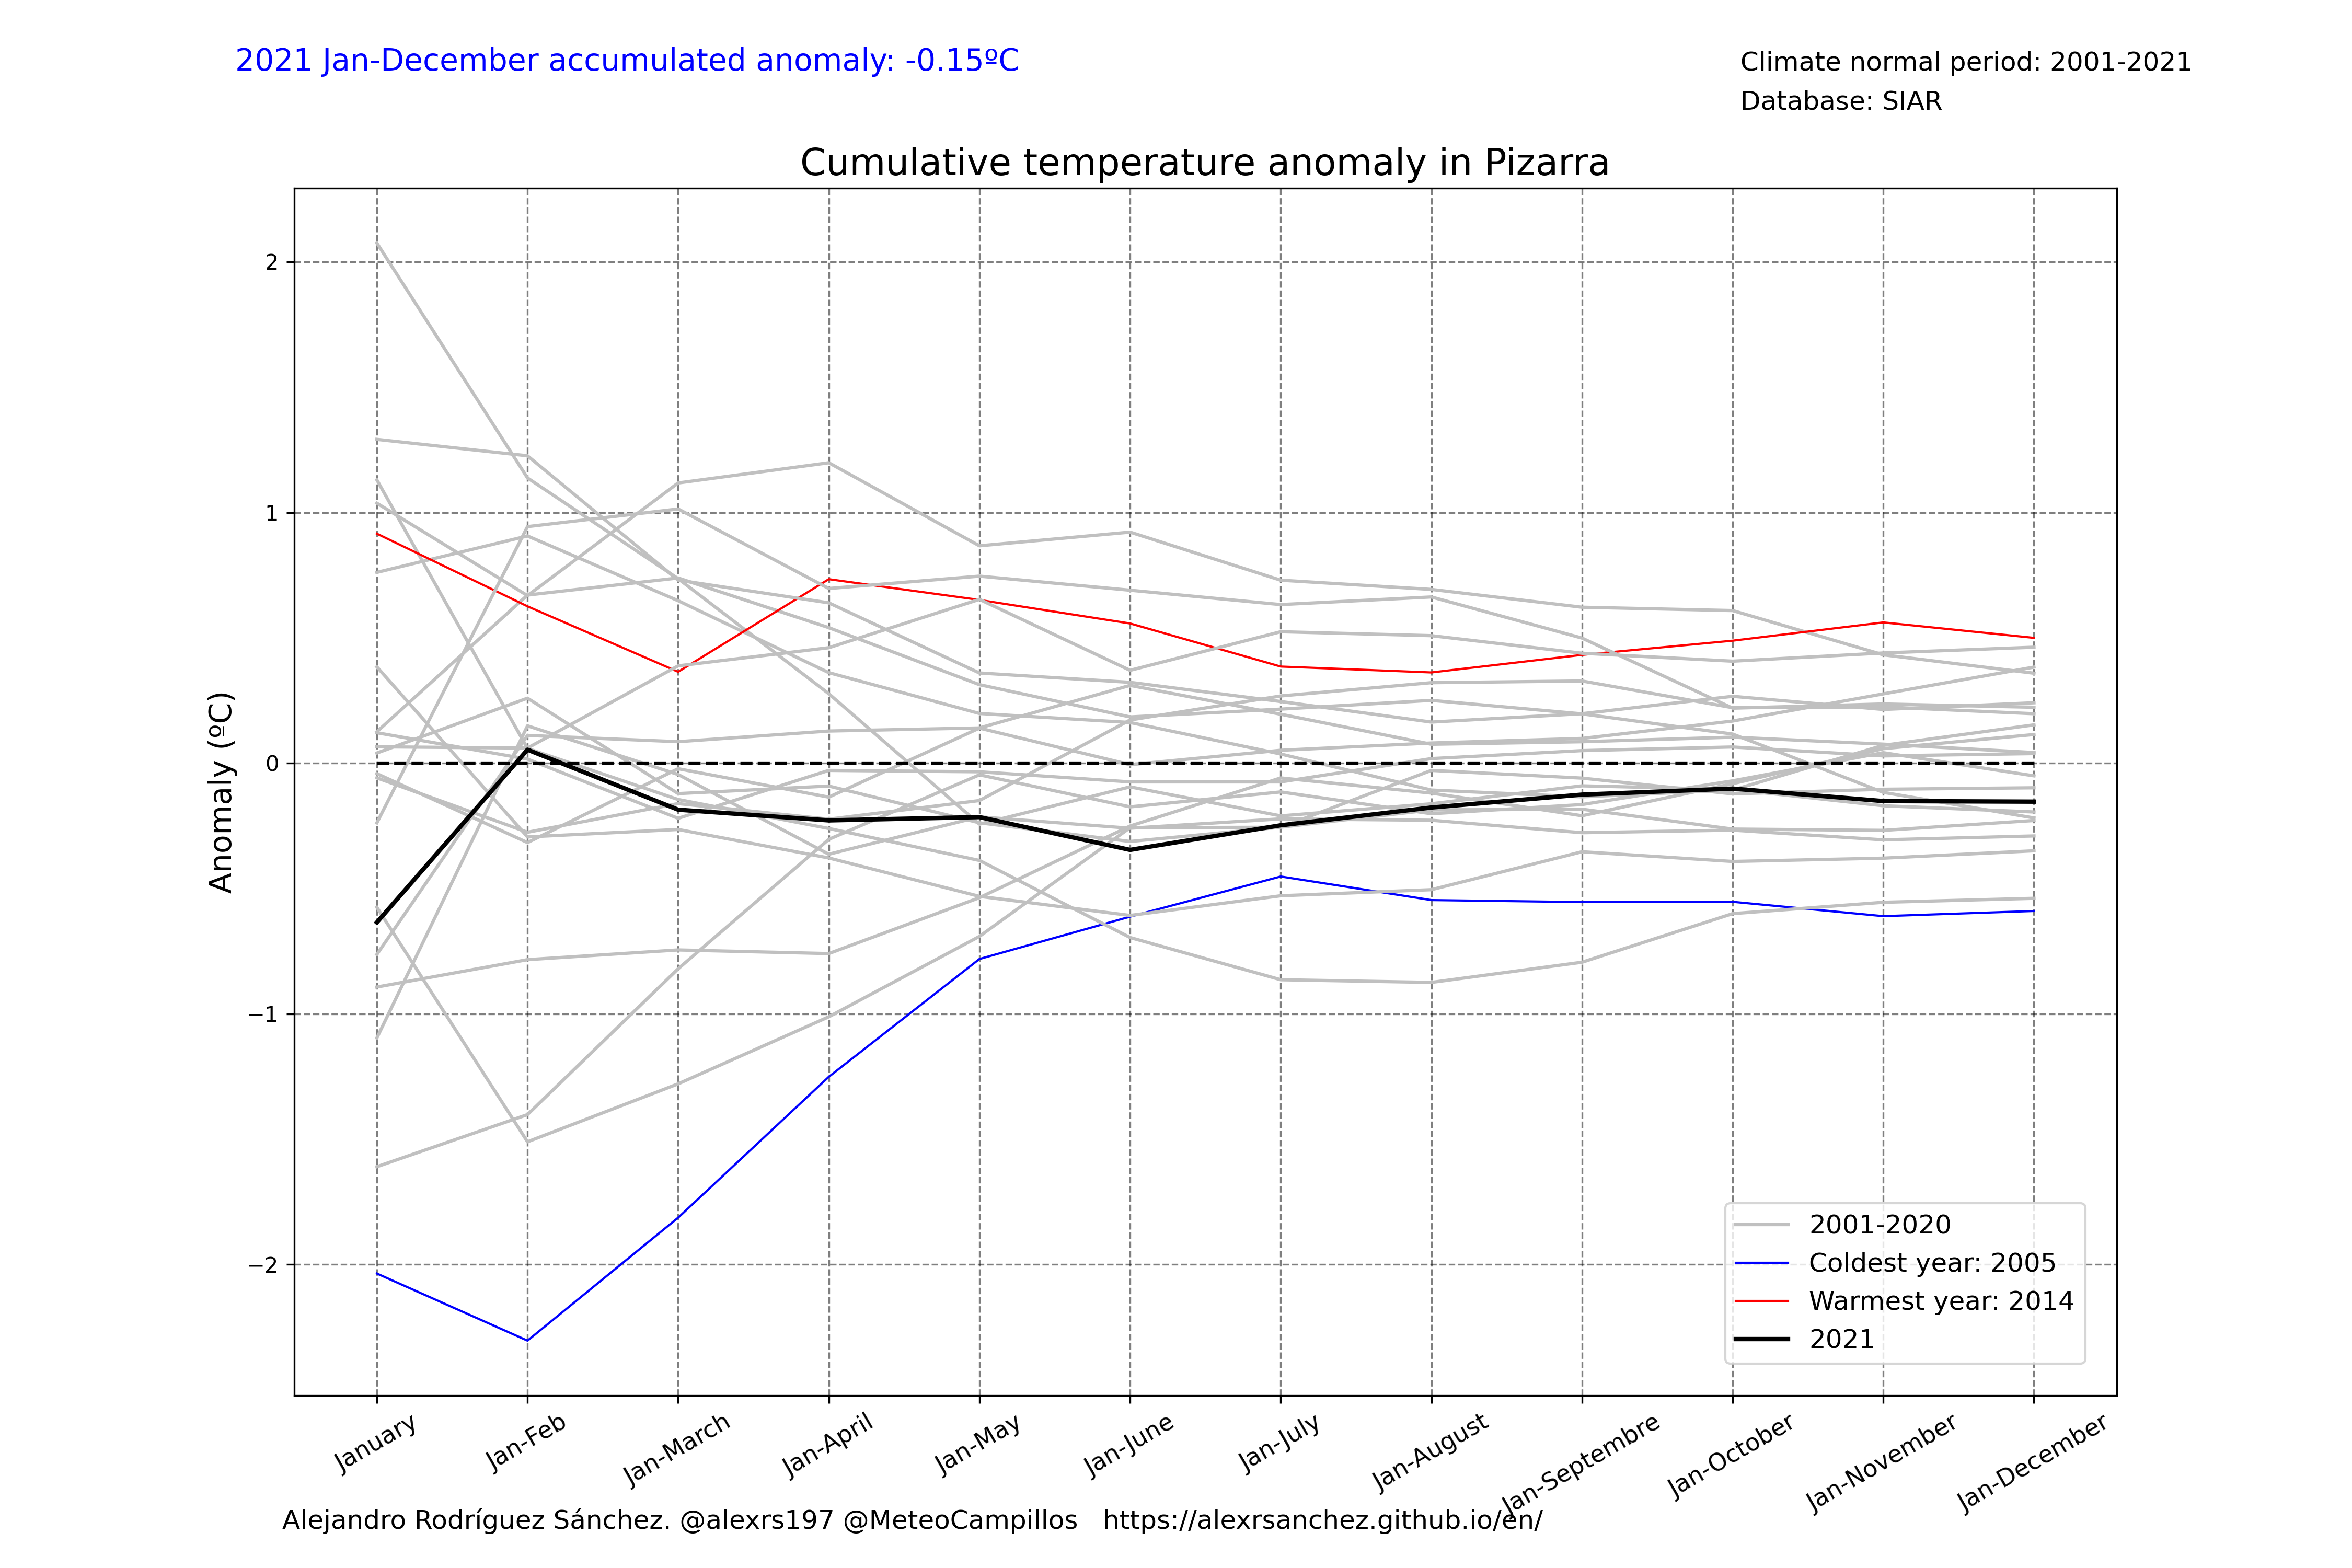 2021 Jan-December accumulated anomaly: -0.15ºC
Climate normal period: 2001-2021
Database: SIAR
Cumulative temperature anomaly in Pizarra
Anomaly (ºC)
2
1
0
−1
−2
2001-2020
Coldest year: 2005
Warmest year: 2014
2021
January
Jan-Feb
Jan-March
Jan-April
Jan-May
Jan-June
Jan-July
Jan-August
Jan-Septembre
Jan-October
Jan-November
Jan-December
Alejandro Rodríguez Sánchez. @alexrs197 @MeteoCampillos https://alexrsanchez.github.io/en/